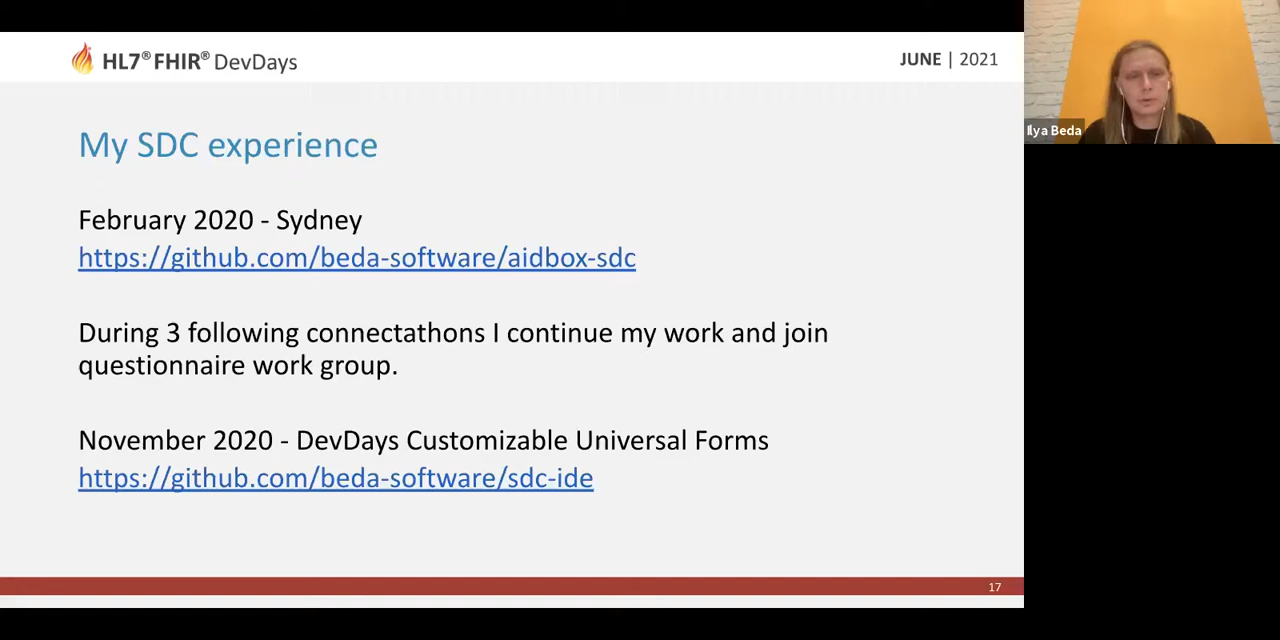 HL7® FHIR® DevDays
JUNE | 2021
Ilya Beda
My SDC experience
February 2020 - Sydney
https://github.com/beda-software/aidbox-sdc
During 3 following connectathons I continue my work and join
questionnaire work group.
November 2020 - DevDays Customizable Universal Forms
https://github.com/beda-software/sdc-ide
17